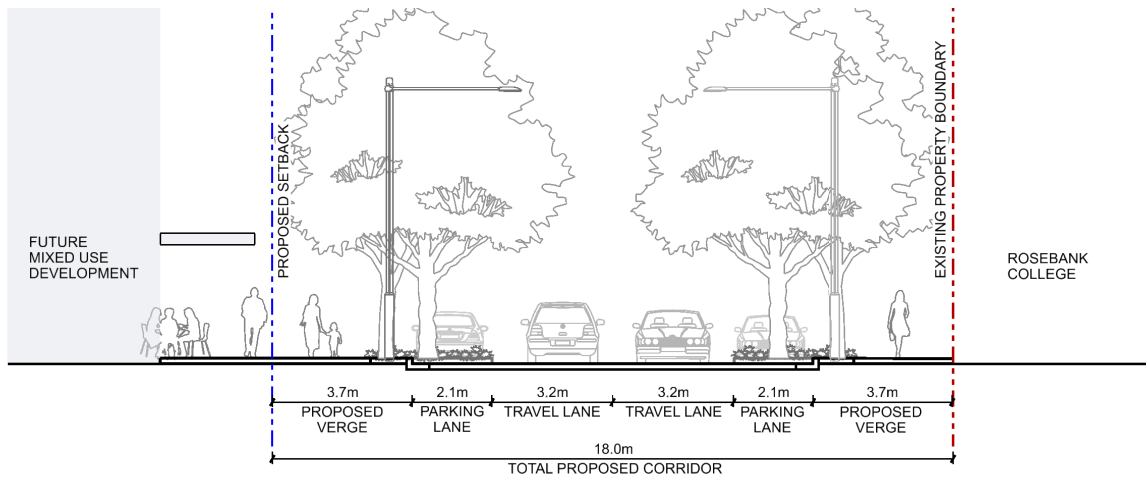 PROPOSED SETBACK
EXISTING PROPERTY BOUNDARY
FUTURE
MIXED USE
DEVELOPMENT
ROSEBANK
COLLEGE
3.7m
PROPOSED
VERGE
2.1m
PARKING
LANE
3.2m
TRAVEL LANE
3.2m
TRAVEL LANE
2.1m
PARKING
LANE
3.7m
PROPOSED
VERGE
18.0m
TOTAL PROPOSED CORRIDOR